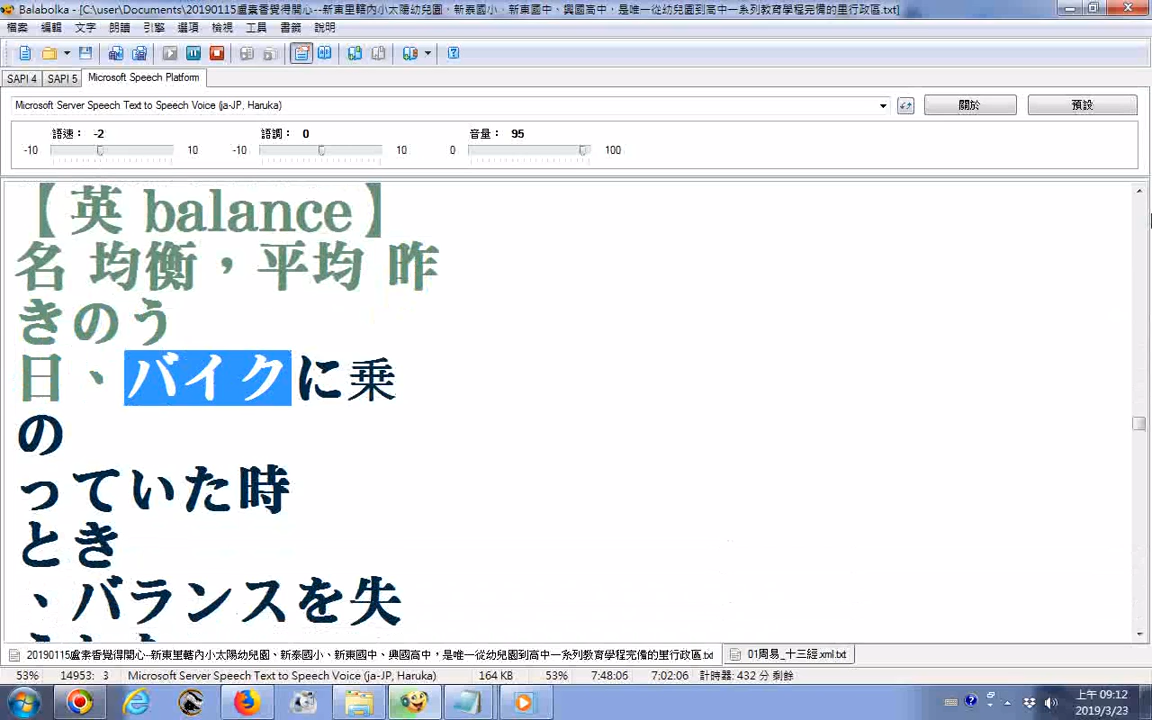 Balabolka - [C:\user\Documents\20190115盧素香覺得開心--新東里轄內小太陽幼兒園、新泰國小、新東國中、興國高中，是唯一從幼兒園到高中一系列教育學程完備的里行政區.txt]
檔案 編輯 文字 朗讀 引擎 選項 檢視 工具 書籤 說明
SAPI 4 SAPI 5 Microsoft Speech Platform
Microsoft Server Speech Text to Speech Voice (ja-JP, Haruka) 關於 預設
語速： -2 語調： 0 音量： 95
-10 10 -10 10 0 100
【英 balance】
名 均衡，平均 昨
きのう
日、バイクに乗
の
っていた時
とき
、バランスを失
20190115盧素香覺得開心--新東里轄內小太陽幼兒園、新泰國小、新東國中、興國高中，是唯一從幼兒園到高中一系列教育學程完備的里行政區.txt 01周易_十三經.xml.txt
53% 14953: 3 Microsoft Server Speech Text to Speech Voice (ja-JP, Haruka) 164 KB 53% 7:48:06 7:02:06 計時器: 432 分 剩餘
上午 09:12
2019/3/23